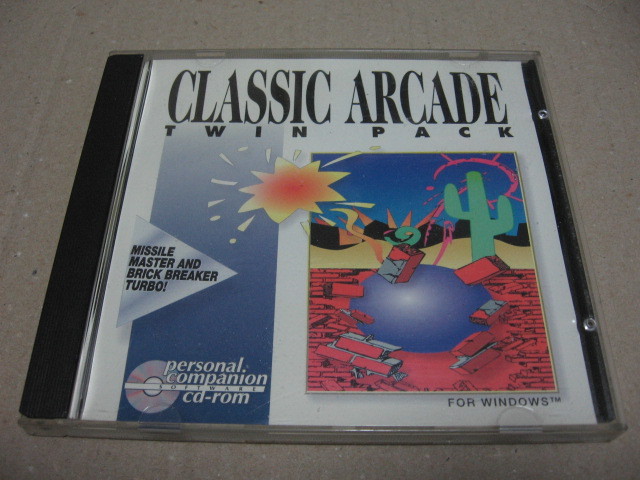 CLASSIC ARCADE
TWIN PACK
MISSILE
MASTER AND
BRICK BREAKER
TURBO!
personal
companion
SOFTWARE
cd-rom
FOR WINDOWS™